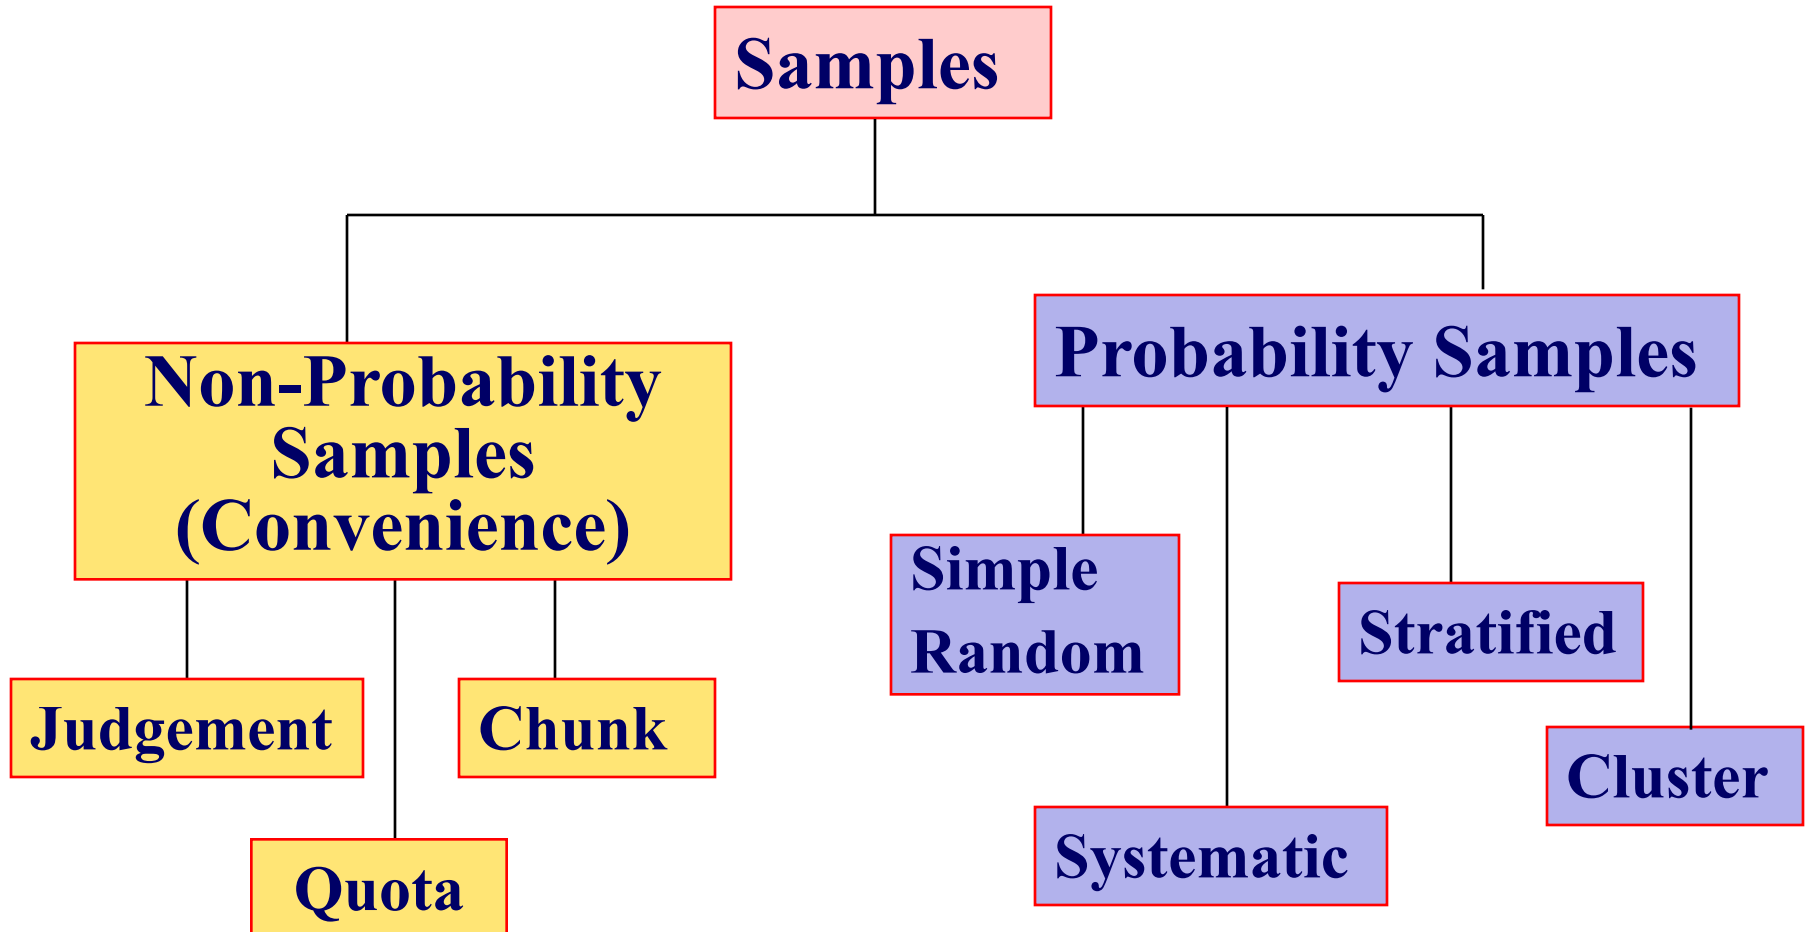 Samples
Non-Probability
Samples
(Convenience)
Probability Samples
Simple
Random
Stratified
Judgement
Chunk
Cluster
Systematic
Quota